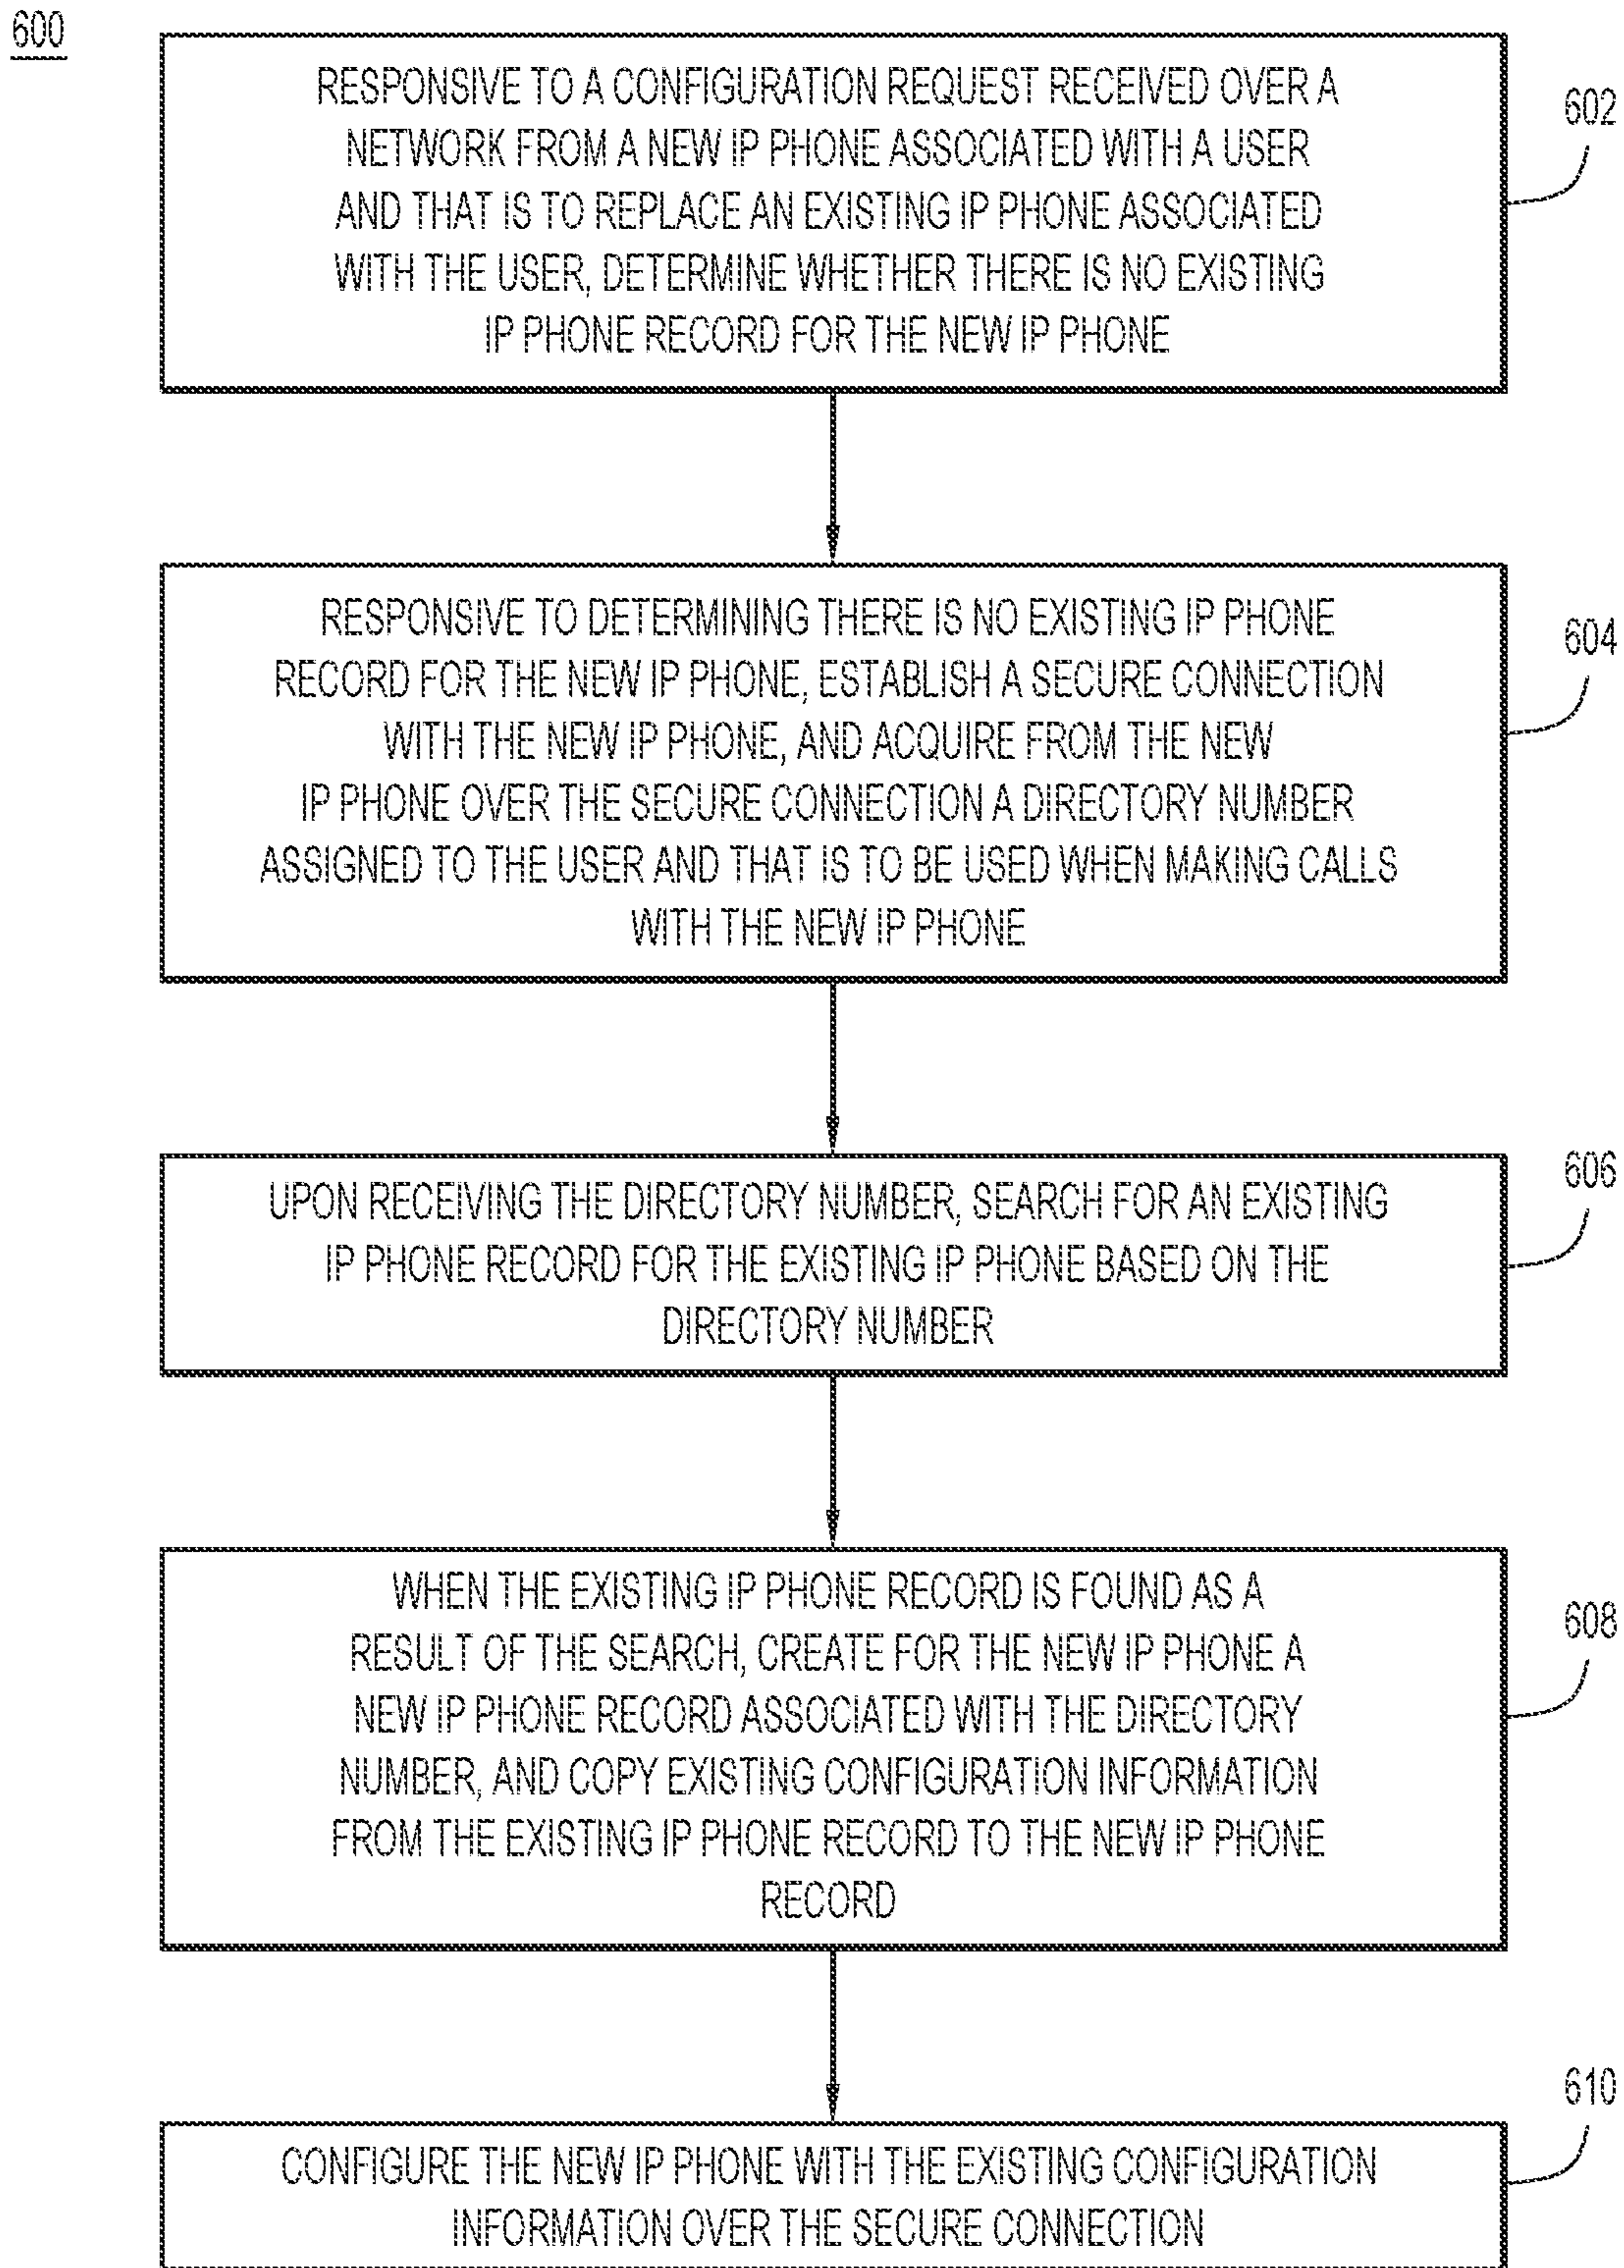 600
RESPONSIVE TO A CONFIGURATION REQUEST RECEIVED OVER A
NETWORK FROM A NEW IP PHONE ASSOCIATED WITH A USER
AND THAT IS TO REPLACE AN EXISTING IP PHONE ASSOCIATED
WITH THE USER, DETERMINE WHETHER THERE IS NO EXISTING
IP PHONE RECORD FOR THE NEW IP PHONE
602
RESPONSIVE TO DETERMINING THERE IS NO EXISTING IP PHONE
RECORD FOR THE NEW IP PHONE, ESTABLISH A SECURE CONNECTION
WITH THE NEW IP PHONE, AND ACQUIRE FROM THE NEW
IP PHONE OVER THE SECURE CONNECTION A DIRECTORY NUMBER
ASSIGNED TO THE USER AND THAT IS TO BE USED WHEN MAKING CALLS
WITH THE NEW IP PHONE
604
UPON RECEIVING THE DIRECTORY NUMBER, SEARCH FOR AN EXISTING
IP PHONE RECORD FOR THE EXISTING IP PHONE BASED ON THE
DIRECTORY NUMBER
606
WHEN THE EXISTING IP PHONE RECORD IS FOUND AS A
RESULT OF THE SEARCH, CREATE FOR THE NEW IP PHONE A
NEW IP PHONE RECORD ASSOCIATED WITH THE DIRECTORY
NUMBER, AND COPY EXISTING CONFIGURATION INFORMATION
FROM THE EXISTING IP PHONE RECORD TO THE NEW IP PHONE
RECORD
608
CONFIGURE THE NEW IP PHONE WITH THE EXISTING CONFIGURATION
INFORMATION OVER THE SECURE CONNECTION
610